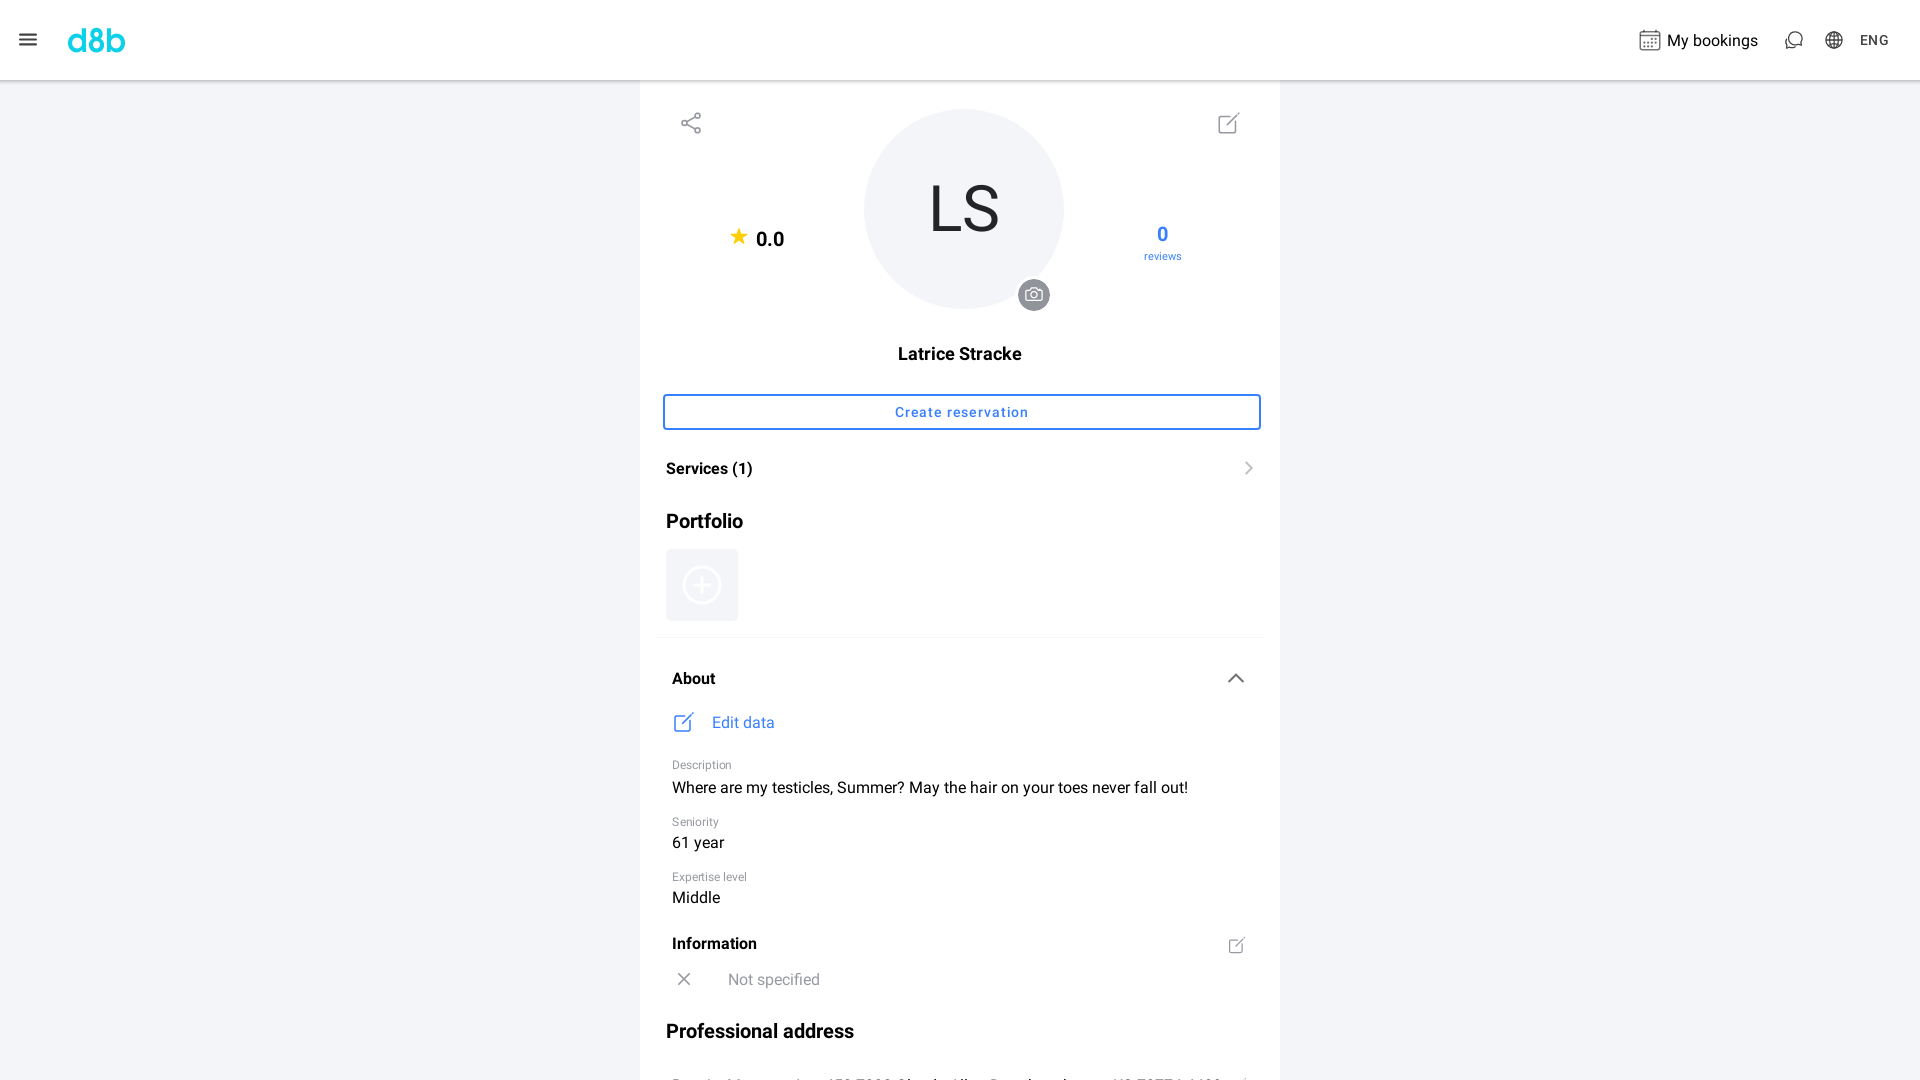 d8b
My bookings
ENG
LS
0.0
0
reviews
Latrice Stracke
Create reservation
Services (1)
Portfolio
About
Edit data
Description
Where are my testicles, Summer? May the hair on your toes never fall out!
Seniority
61 year
Expertise level
Middle
Information
Not specified
Professional address